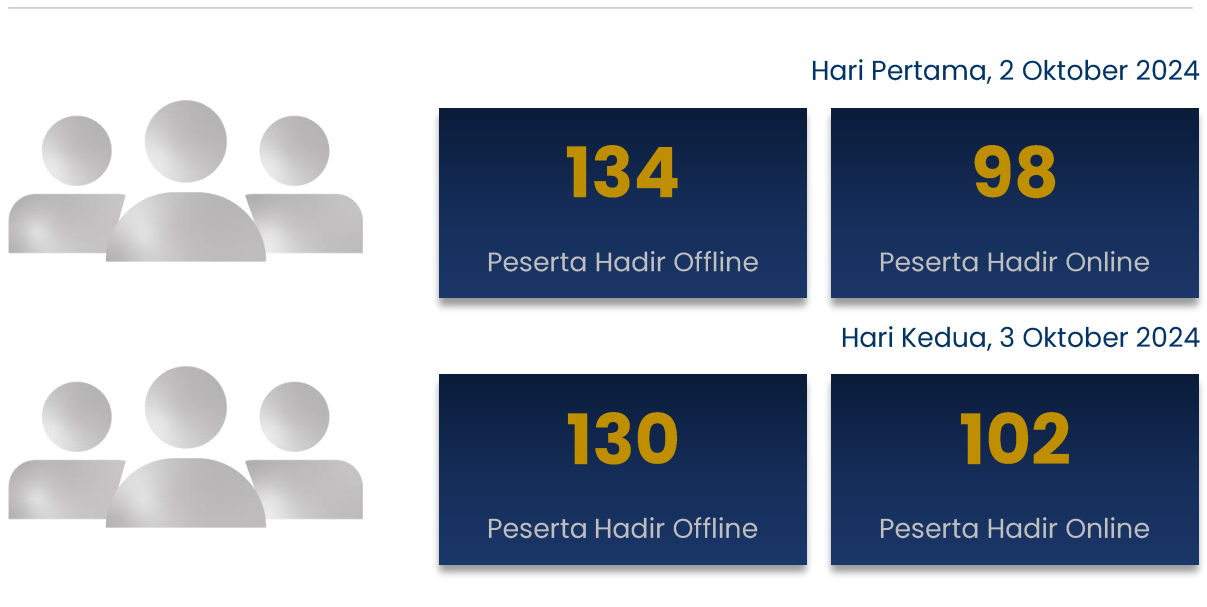 Hari Pertama, 2 Oktober 2024
134
98
Peserta Hadir Offline
Peserta Hadir Online
Hari Kedua, 3 Oktober 2024
130
102
Peserta Hadir Offline
Peserta Hadir Online